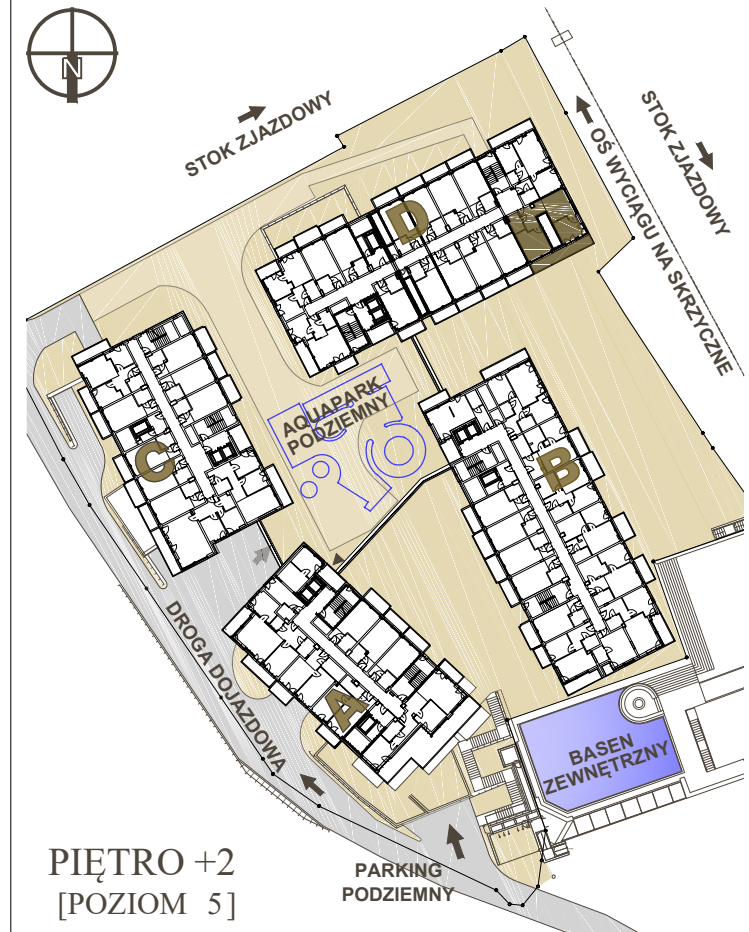 N
STOK ZJAZDOWY
STOK ZJAZDOWY
OŚ WYCIĄGU NA SKRZYCZNE
D
AQUAPARK
PODZIEMNY
C
B
A
DROGA DOJAZDOWA
BASEN
ZEWNĘTRZNY
PARKING
PODZIEMNY
PIĘTRO +2
[POZIOM 5]